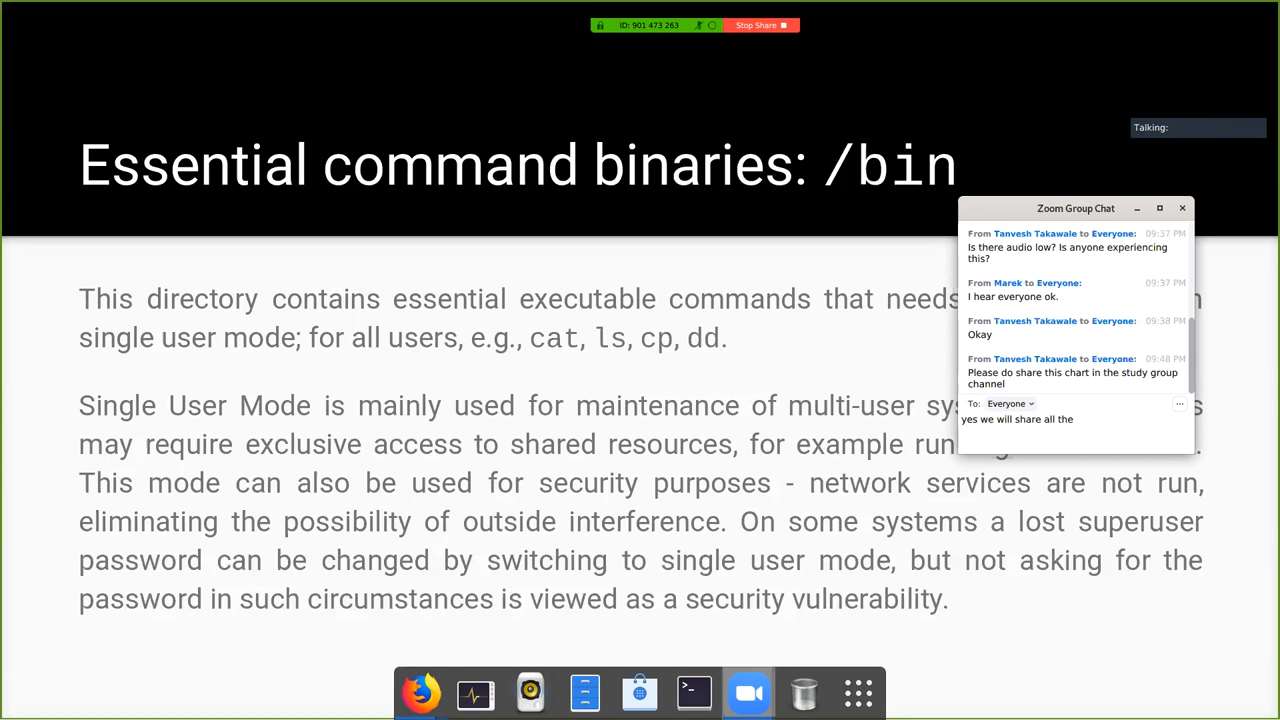 ID: 901 473 263
Stop Share
Talking:
Essential command binaries: /bin
Zoom Group Chat
From Tanvesh Takawale to Everyone: 09:37 PM
Is there audio low? Is anyone experiencing
this?
From Marek to Everyone: 09:37 PM
I hear everyone ok.
From Tanvesh Takawale to Everyone: 09:38 PM
Okay
From Tanvesh Takawale to Everyone: 09:48 PM
Please do share this chart in the study group
channel
To: Everyone
yes we will share all the
This directory contains essential executable commands that needs
single user mode; for all users, e.g., cat, ls, cp, dd.
Single User Mode is mainly used for maintenance of multi-user
may require exclusive access to shared resources, for example
This mode can also be used for security purposes - network services are not run,
eliminating the possibility of outside interference. On some systems a lost superuser
password can be changed by switching to single user mode, but not asking for the
password in such circumstances is viewed as a security vulnerability.